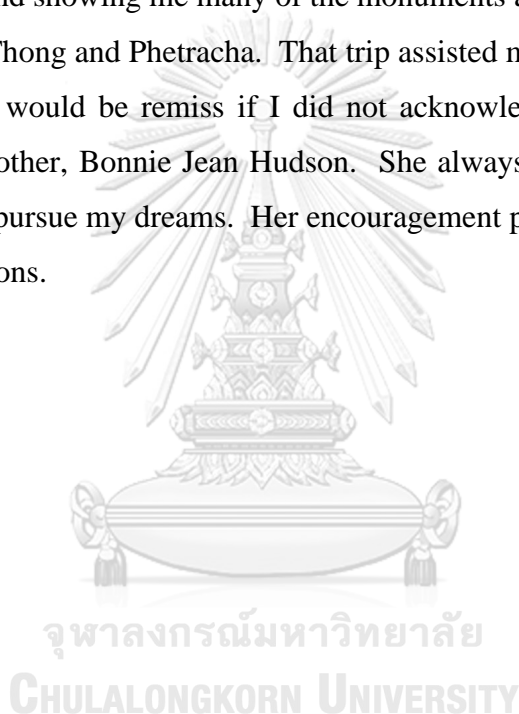 nd showing me many of the monuments a
Thong and Phetracha. That trip assisted m
would be remiss if I did not acknowle
other, Bonnie Jean Hudson. She always
pursue my dreams. Her encouragement p
ons.
จุฬาลงกรณ์มหาวิทยาลัย
CHULALONGKORN UNIVERSITY